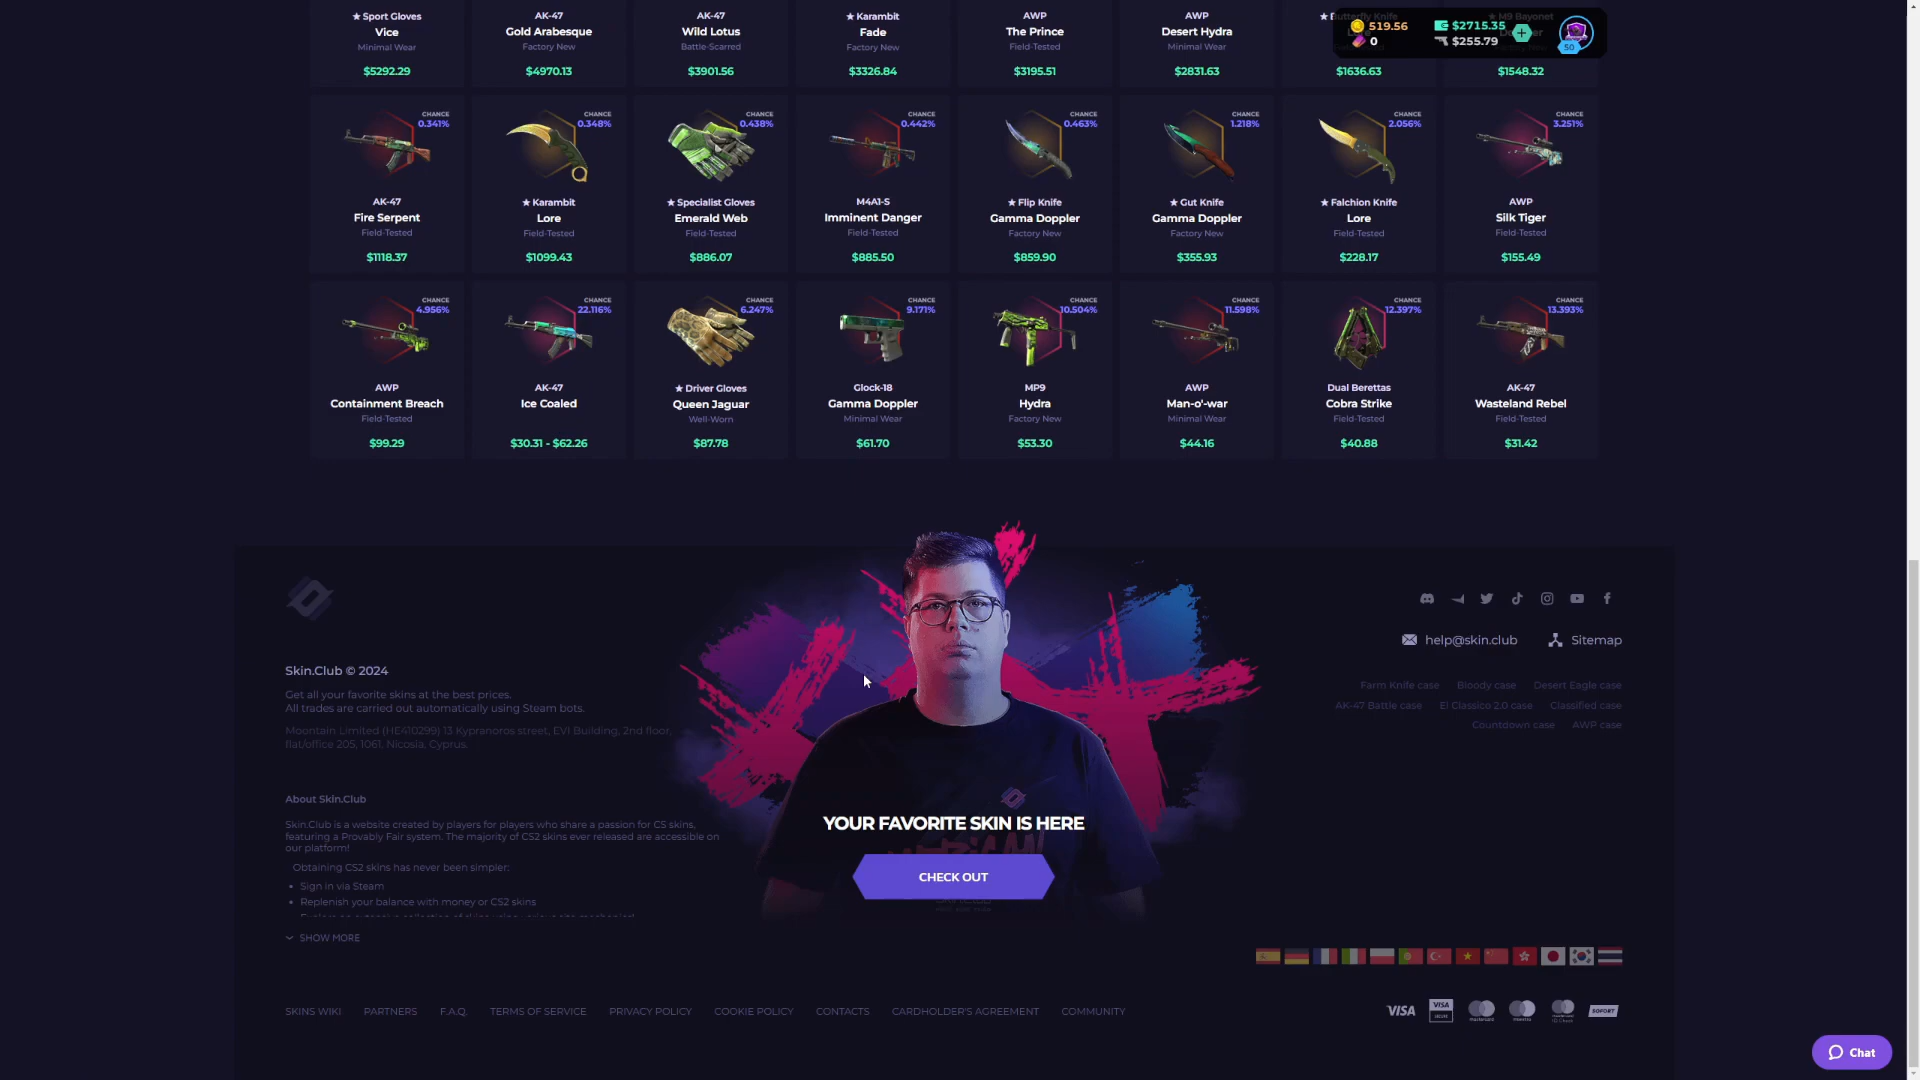 ★ Sport Gloves
Vice
Minimal Wear
$5292.29
AK-47
Gold Arabesque
Factory New
$4970.13
AK-47
Wild Lotus
Battle-Scarred
$3901.56
★ Karambit
Fade
Factory New
$3326.84
AWP
The Prince
Field-Tested
$3195.51
AWP
Desert Hydra
Minimal Wear
$2831.63
★ Butterfly Knife
$1636.63
★ M9 Bayonet
$1548.32
519.56
0
$2715.35
$255.79
50
CHANCE
0.341%
AK-47
Fire Serpent
Field-Tested
$1118.37
CHANCE
0.348%
★ Karambit
Lore
Field-Tested
$1099.43
CHANCE
0.438%
★ Specialist Gloves
Emerald Web
Field-Tested
$886.07
CHANCE
0.442%
M4A1-S
Imminent Danger
Field-Tested
$885.50
CHANCE
0.463%
★ Flip Knife
Gamma Doppler
Factory New
$859.90
CHANCE
1.218%
★ Gut Knife
Gamma Doppler
Factory New
$355.93
CHANCE
2.056%
★ Falchion Knife
Lore
Field-Tested
$228.17
CHANCE
3.251%
AWP
Silk Tiger
Field-Tested
$155.49
CHANCE
4.956%
AWP
Containment Breach
Field-Tested
$99.29
CHANCE
22.116%
AK-47
Ice Coaled
$30.31 - $62.26
CHANCE
6.247%
★ Driver Gloves
Queen Jaguar
Well-Worn
$87.78
CHANCE
9.171%
Glock-18
Gamma Doppler
Minimal Wear
$61.70
CHANCE
10.504%
MP9
Hydra
Factory New
$53.30
CHANCE
11.598%
AWP
Man-o'-war
Minimal Wear
$44.16
CHANCE
12.397%
Dual Berettas
Cobra Strike
Field-Tested
$40.88
CHANCE
13.393%
AK-47
Wasteland Rebel
Field-Tested
$31.42
Skin.Club © 2024
Get all your favorite skins at the best prices.
All trades are carried out automatically using Steam bots.
Mountain Limited (HE410299) 13 Kypranoros street, EVI Building, 2nd floor,
flat/office 205, 1061, Nicosia, Cyprus.
About Skin.Club
Skin.Club is a website created by players for players who share a passion for CS skins,
featuring a Provably Fair system. The majority of CS2 skins ever released are accessible on
our platform!
Obtaining CS2 skins has never been simpler:
• Sign in via Steam
• Replenish your balance with money or CS2 skins
SHOW MORE
YOUR FAVORITE SKIN IS HERE
CHECK OUT
help@skin.club
Sitemap
Farm Knife case Bloody case Desert Eagle case
AK-47 Battle case El Classico 2.0 case Classified case
Countdown case AWP case
SKINS WIKI PARTNERS F.A.Q. TERMS OF SERVICE PRIVACY POLICY COOKIE POLICY CONTACTS CARDHOLDER'S AGREEMENT COMMUNITY
VISA
VISA
SOFORT
Chat